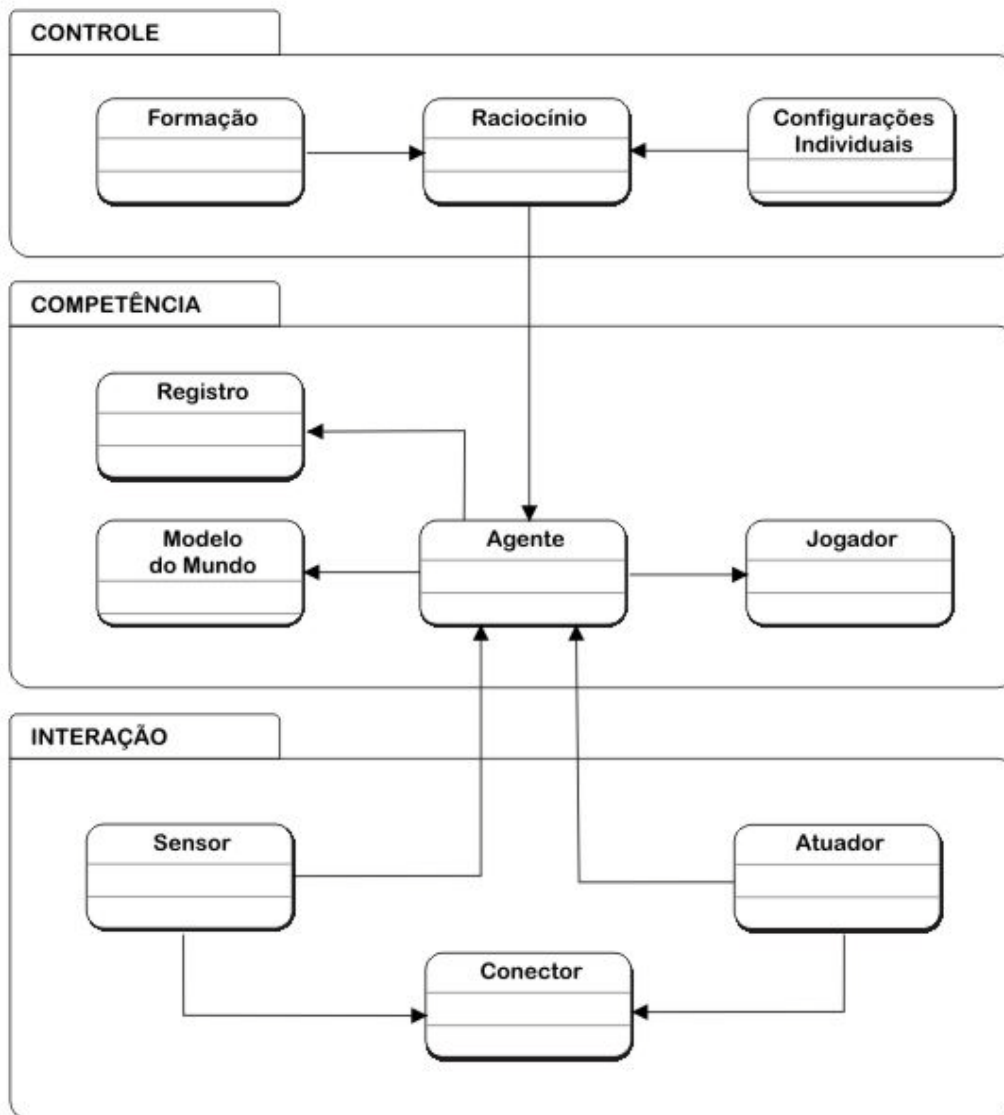 CONTROLE
Formação
Raciocínio
Configurações
Individuais
COMPETÊNCIA
Registro
Modelo
do Mundo
Agente
Jogador
INTERAÇÃO
Sensor
Atuador
Conector